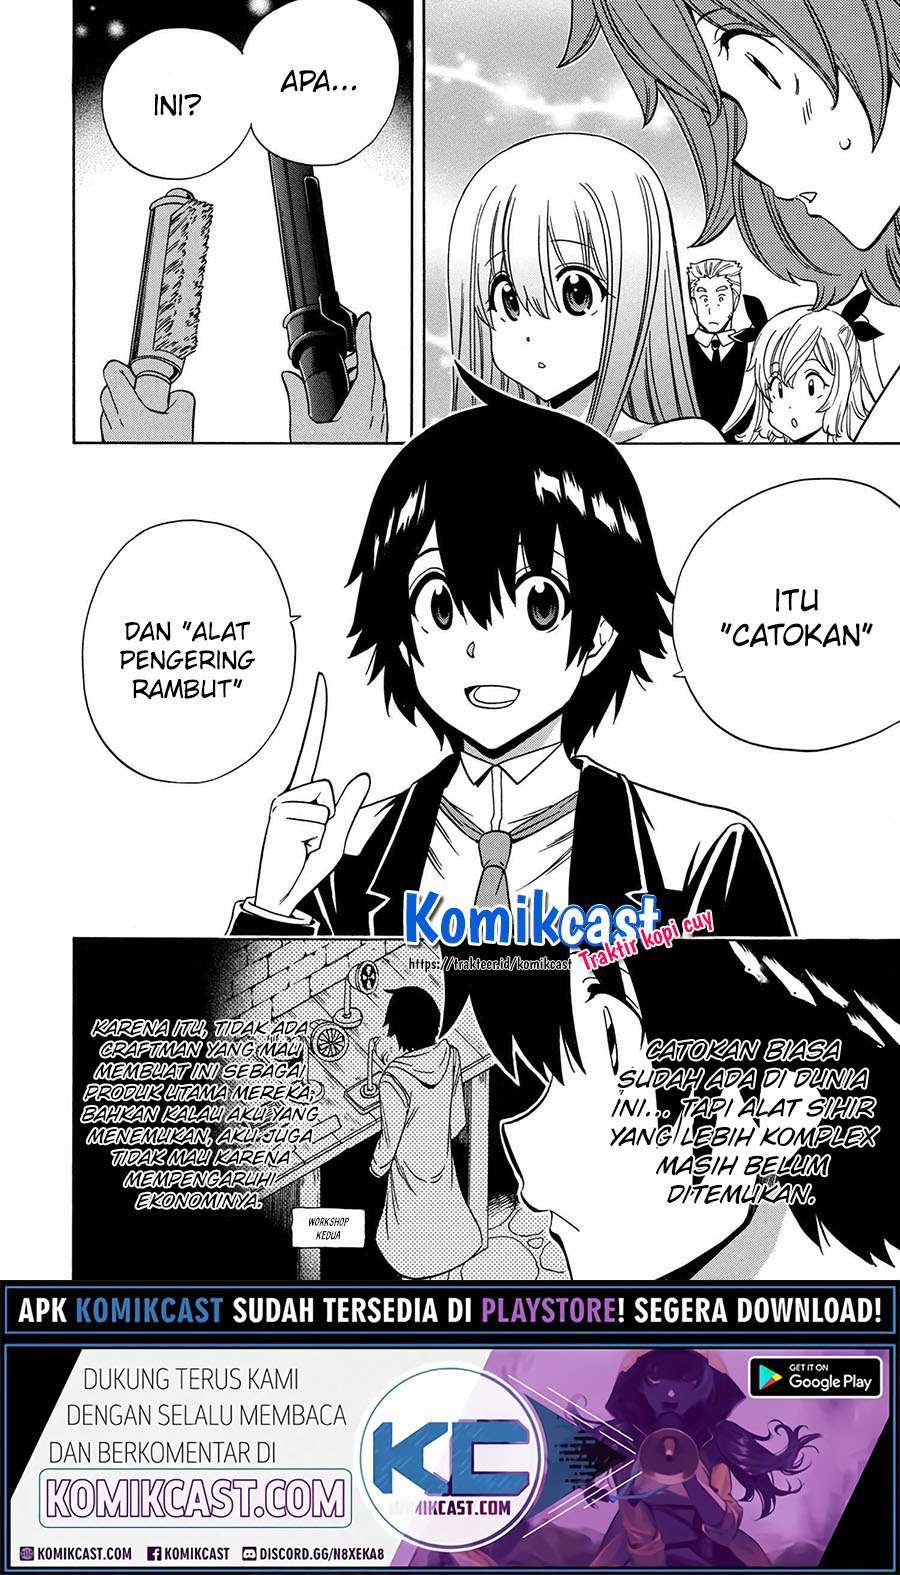 APA...
INI?
ITU
"CATOKAN"
DAN "ALAT
PENGERING
RAMBUT"
Komikcast
Traktir kopi cuy
https://trakteer.id/komikcast
CATOKAN BIASA
SUDAH ADA DI DUNIA
INI... TAPI ALAT SIHIR
YANG LEBIH KOMPLEX
MASIH BELUM
DITEMUKAN.
KARENA ITU, TIDAK ADA
CRAFTMAN YANG MAU
MEMBUAT INI SEBAGAI
PRODUK UTAMA MEREKA,
BAHKAN KALAU AKU YANG
MENEMUKAN, AKU JUGA
TIDAK MAU KARENA
MEMPENGARUHI
EKONOMINYA.
WORKSHOP
KEDUA
APK KOMIKCAST SUDAH TERSEDIA DI PLAYSTORE! SEGERA DOWNLOAD!
DUKUNG TERUS KAMI
DENGAN SELALU MEMBACA
DAN BERKOMENTAR DI
KOMIKCAST.COM
KC
GET IT ON
Google Play
KOMIKCAST.COM KOMIKCAST DISCORD.GG/N8XEKA8